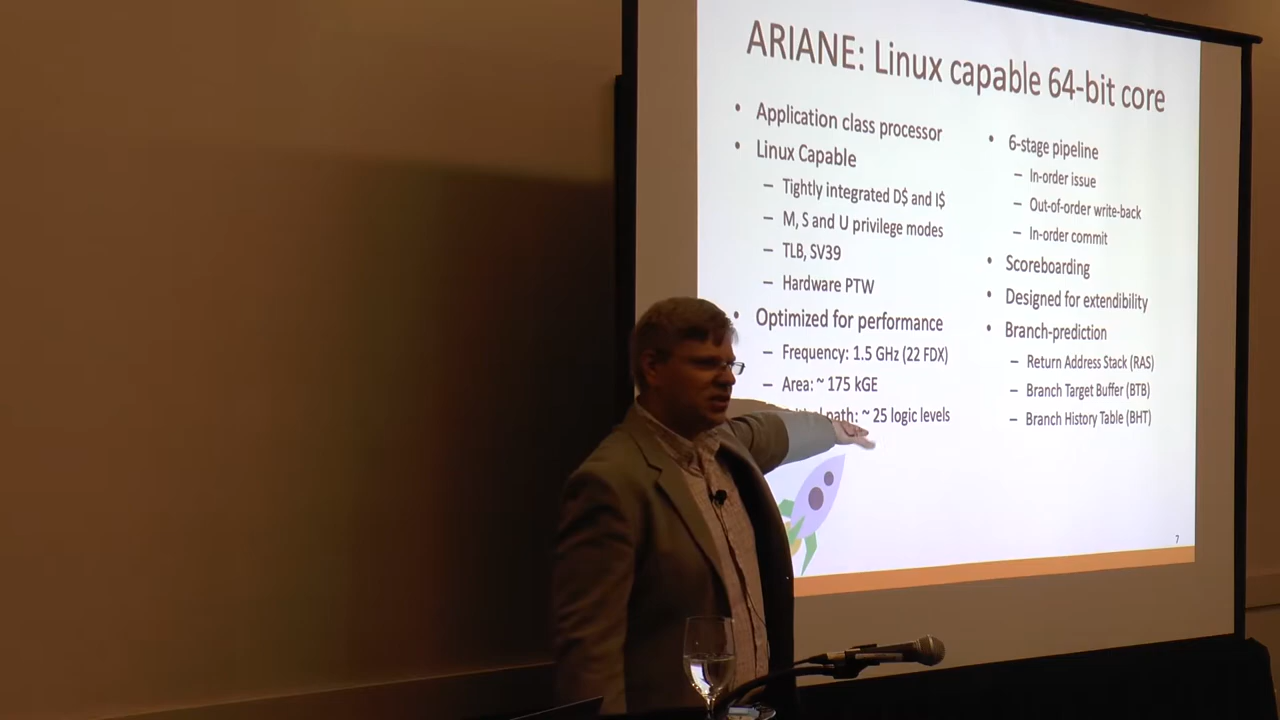 ARIANE: Linux capable 64-bit core
• Application class processor
• Linux Capable
– Tightly integrated D$ and I$
– M, S and U privilege modes
– TLB, SV39
– Hardware PTW
• Optimized for performance
– Frequency: 1.5 GHz (22 FDX)
– Area: ~ 175 kGE
path: ~ 25 logic levels
• 6-stage pipeline
– In-order issue
– Out-of-order write-back
– In-order commit
• Scoreboarding
• Designed for extendibility
• Branch-prediction
– Return Address Stack (RAS)
– Branch Target Buffer (BTB)
– Branch History Table (BHT)
7